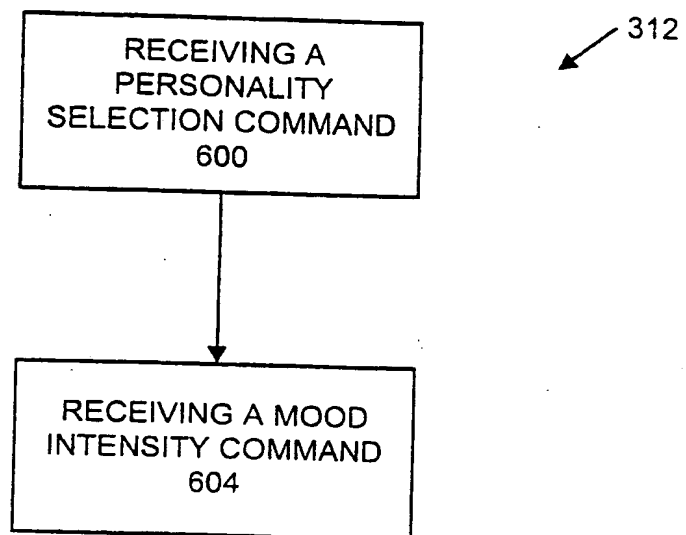 RECEIVING A
PERSONALITY
SELECTION COMMAND
600
312
RECEIVING A MOOD
INTENSITY COMMAND
604